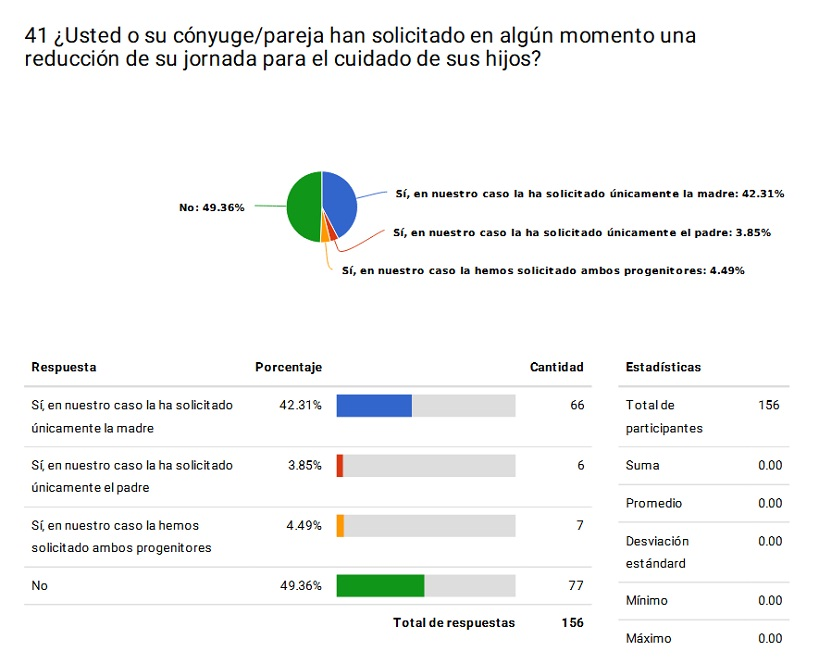 41 ¿Usted o su cónyuge/pareja han solicitado en algún momento una
reducción de su jornada para el cuidado de sus hijos?
No: 49.36%
Sí, en nuestro caso la ha solicitado únicamente la madre: 42.31%
Sí, en nuestro caso la ha solicitado únicamente el padre: 3.85%
Sí, en nuestro caso la hemos solicitado ambos progenitores: 4.49%
Respuesta Porcentaje Cantidad
Sí, en nuestro caso la ha solicitado
únicamente la madre
42.31% 66
Sí, en nuestro caso la ha solicitado
únicamente el padre
3.85% 6
Sí, en nuestro caso la hemos
solicitado ambos progenitores
4.49% 7
No 49.36% 77
Total de respuestas 156
Estadísticas
Total de
participantes
156
Suma 0.00
Promedio 0.00
Desviación
estándard
0.00
Mínimo 0.00
Máximo 0.00